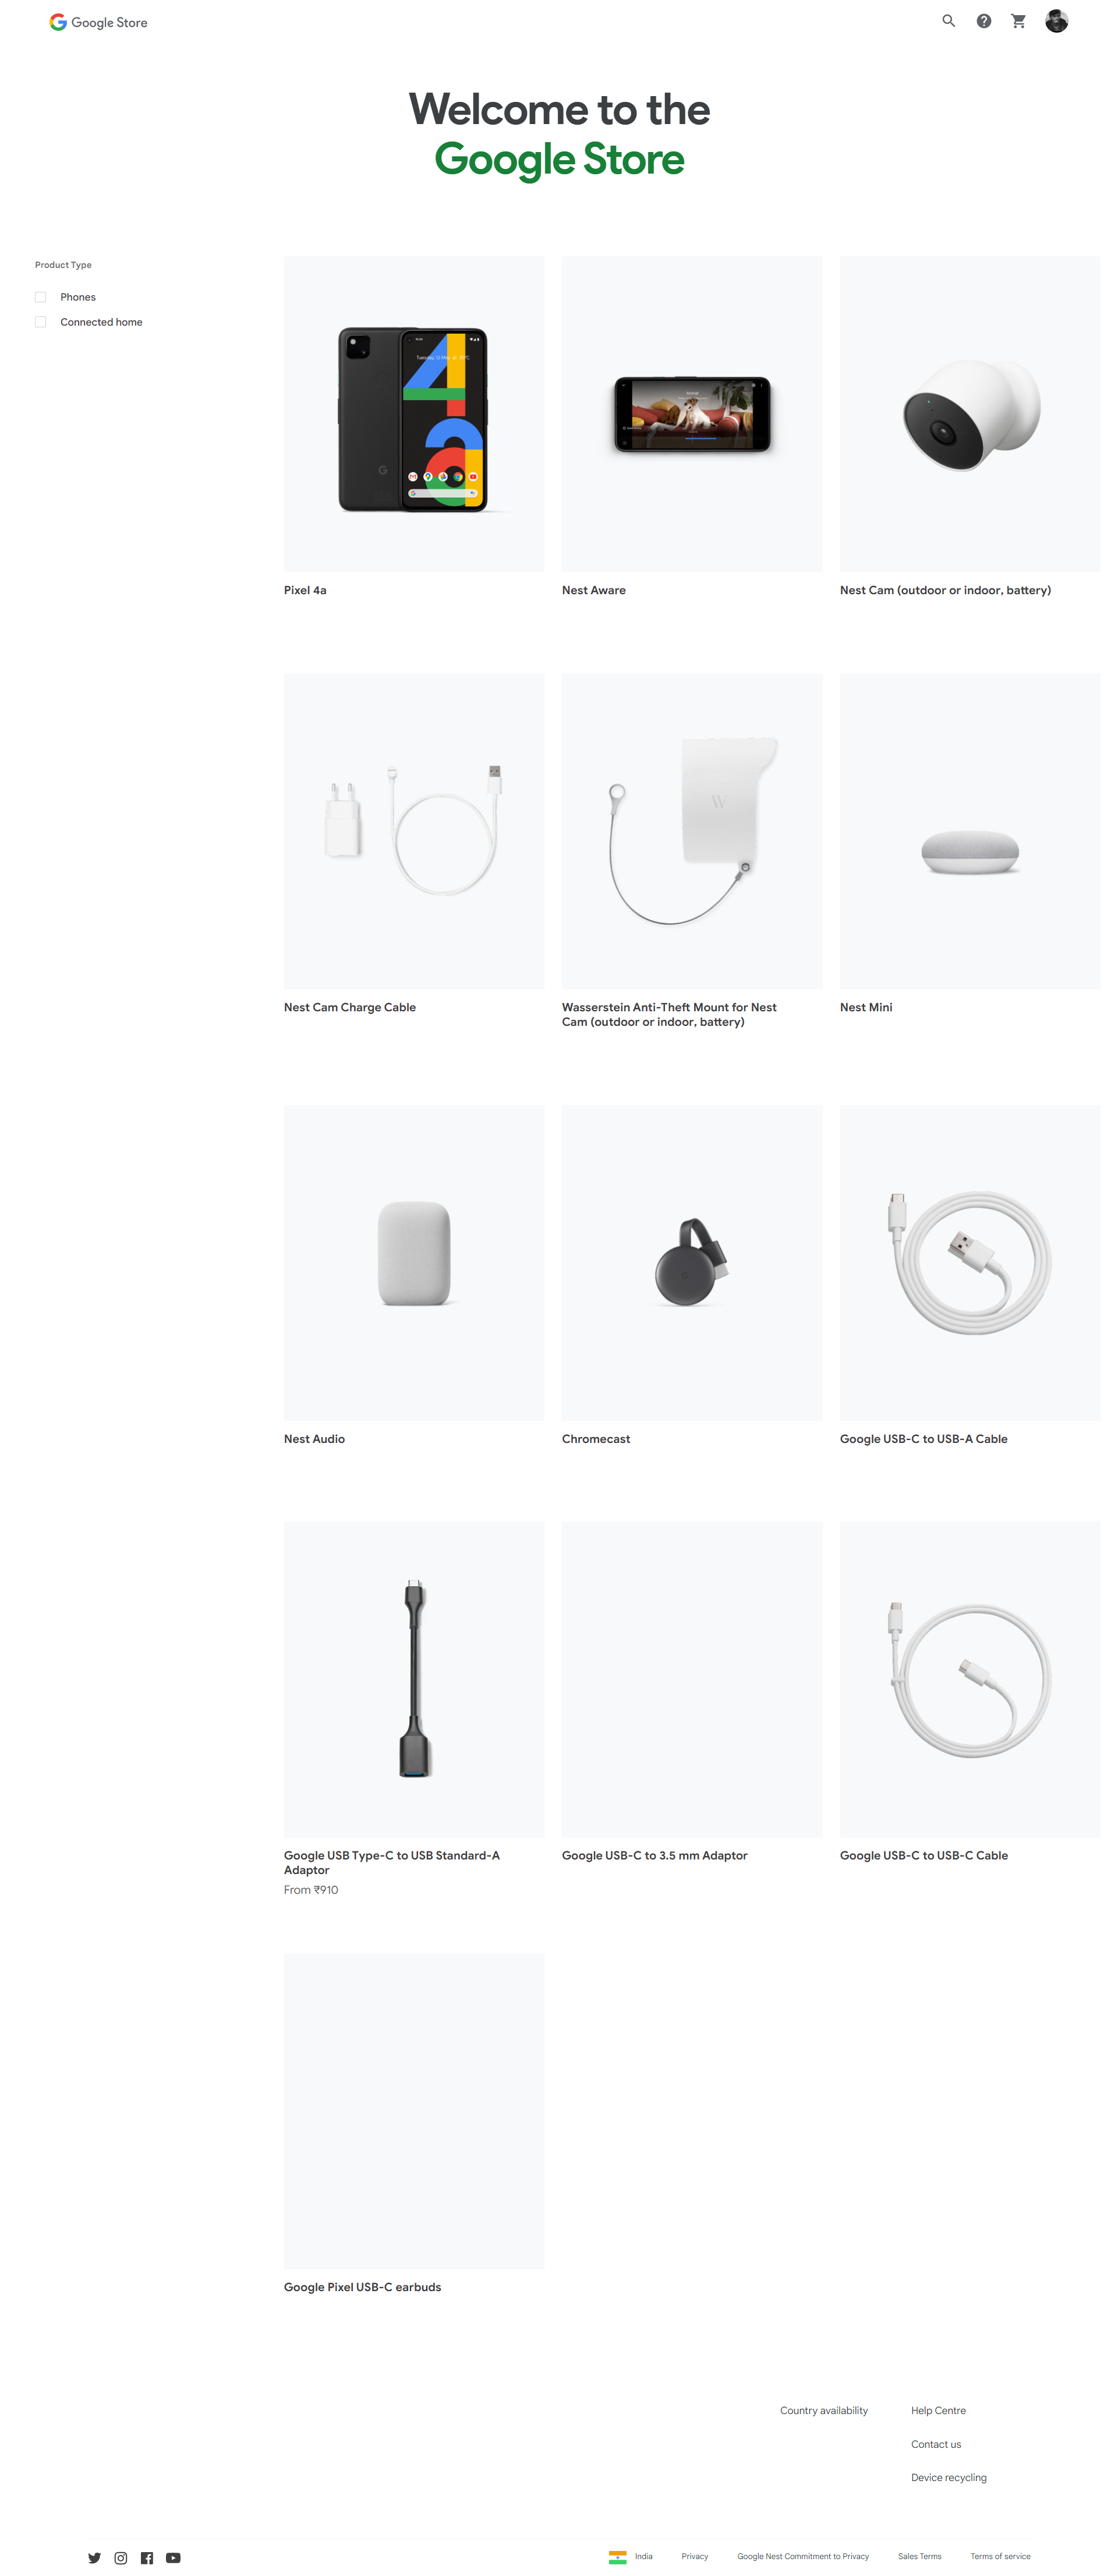 Google Store
Welcome to the
Google Store
Product Type
Phones
Connected home
Pixel 4a
Nest Aware
Nest Cam (outdoor or indoor, battery)
Nest Cam Charge Cable
Wasserstein Anti-Theft Mount for Nest
Cam (outdoor or indoor, battery)
Nest Mini
Nest Audio
Chromecast
Google USB-C to USB-A Cable
Google USB Type-C to USB Standard-A
Adaptor
From ₹910
Google USB-C to 3.5 mm Adaptor
Google USB-C to USB-C Cable
Google Pixel USB-C earbuds
Country availability
Help Centre
Contact us
Device recycling
India
Privacy
Google Nest Commitment to Privacy
Sales Terms
Terms of service